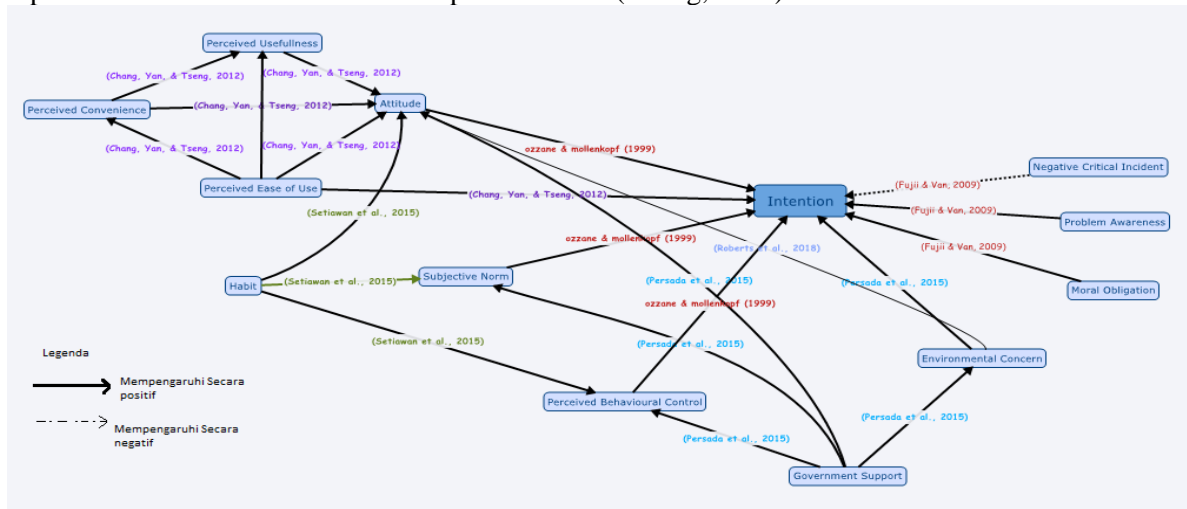 Perceived Usefullness
(Chang, Yan, & Tseng, 2012)
(Chang, Yan, & Tseng, 2012)
(Chang, Yan, & Tseng, 2012)
Attitude
Perceived Convenience
(Chang, Yan, & Tseng, 2012)
(Chang, Yan, & Tseng, 2012)
(Chang, Yan, & Tseng, 2012)
ozzane & mollenkopf (1999)
Negative Critical Incident
Perceived Ease of Use
(Chang, Yan, & Tseng, 2012)
Intention
(Fujii & Van, 2009)
(Fujii & Van, 2009)
Problem Awareness
(Setiawan et al., 2015)
ozzane & mollenkopf (1999)
(Roberts et al., 2018)
(Fujii & Van, 2009)
Habit
(Setiawan et al., 2015)
Subjective Norm
(Persada et al., 2015)
(Persada et al., 2015)
Moral Obligation
ozzane & mollenkopf (1999)
(Setiawan et al., 2015)
(Persada et al., 2015)
Environmental Concern
Legenda
Mempengaruhi Secara
positif
Mempengaruhi Secara
negatif
Perceived Behavioural Control
(Persada et al., 2015)
(Persada et al., 2015)
Government Support